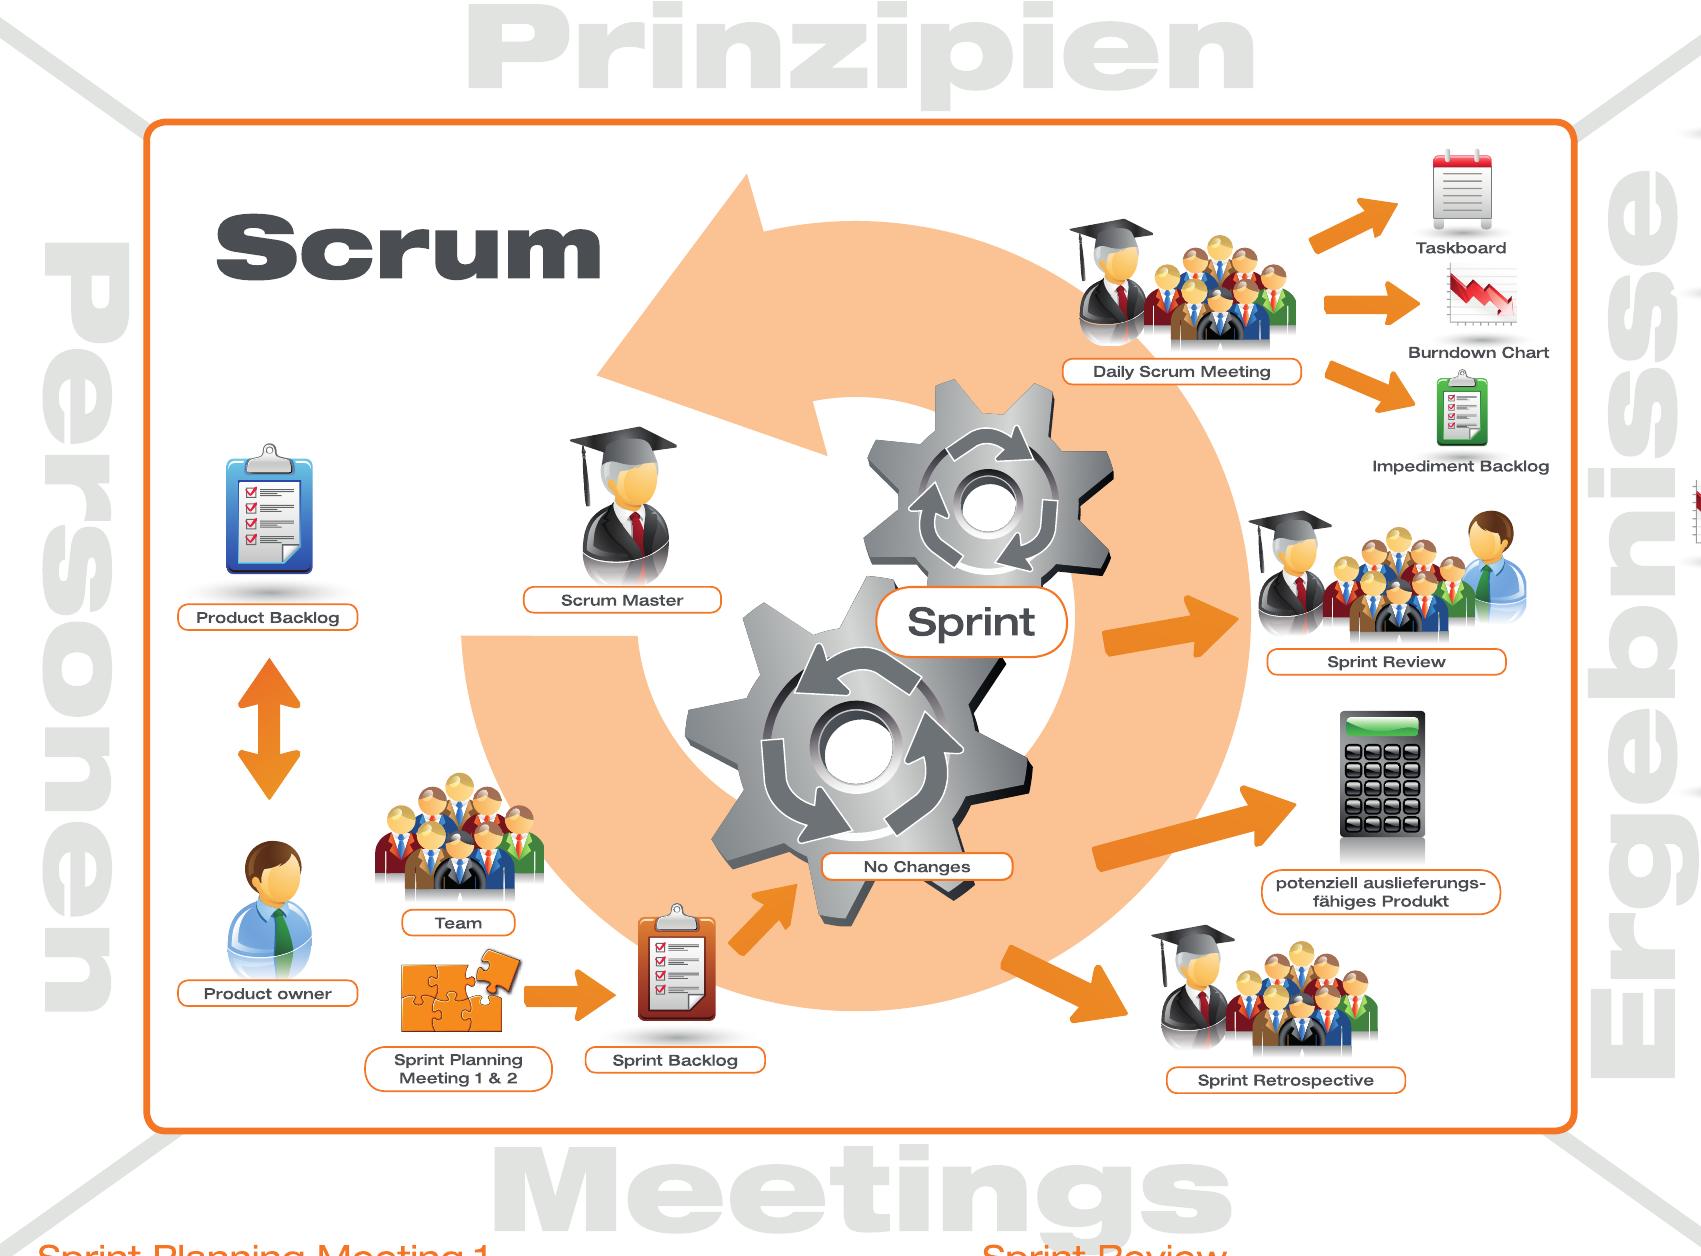 Prinzipien
Personen
Ergebnisse
Scrum
Taskboard
Burndown Chart
Daily Scrum Meeting
Impediment Backlog
Scrum Master
Product Backlog
Sprint
Sprint Review
No Changes
potenziell auslieferungs-
fähiges Produkt
Team
Product owner
Sprint Planning
Meeting 1 & 2
Sprint Backlog
Sprint Retrospective
Meetings
Sprint Planning Meeting 1
Sprint Review